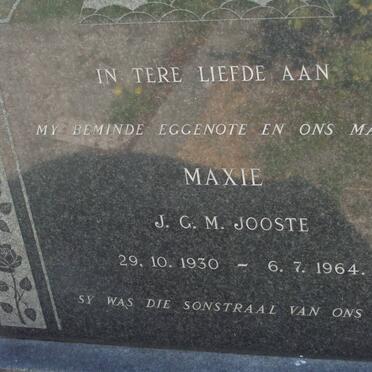 IN TERE LIEFDE AAN
MY BEMINDE EGGENOTE EN ONS MA
MAXIE
J. G. M. JOOSTE
29. 10. 1930 – 6. 7. 1964.
SY WAS DIE SONSTRAAL VAN ONS